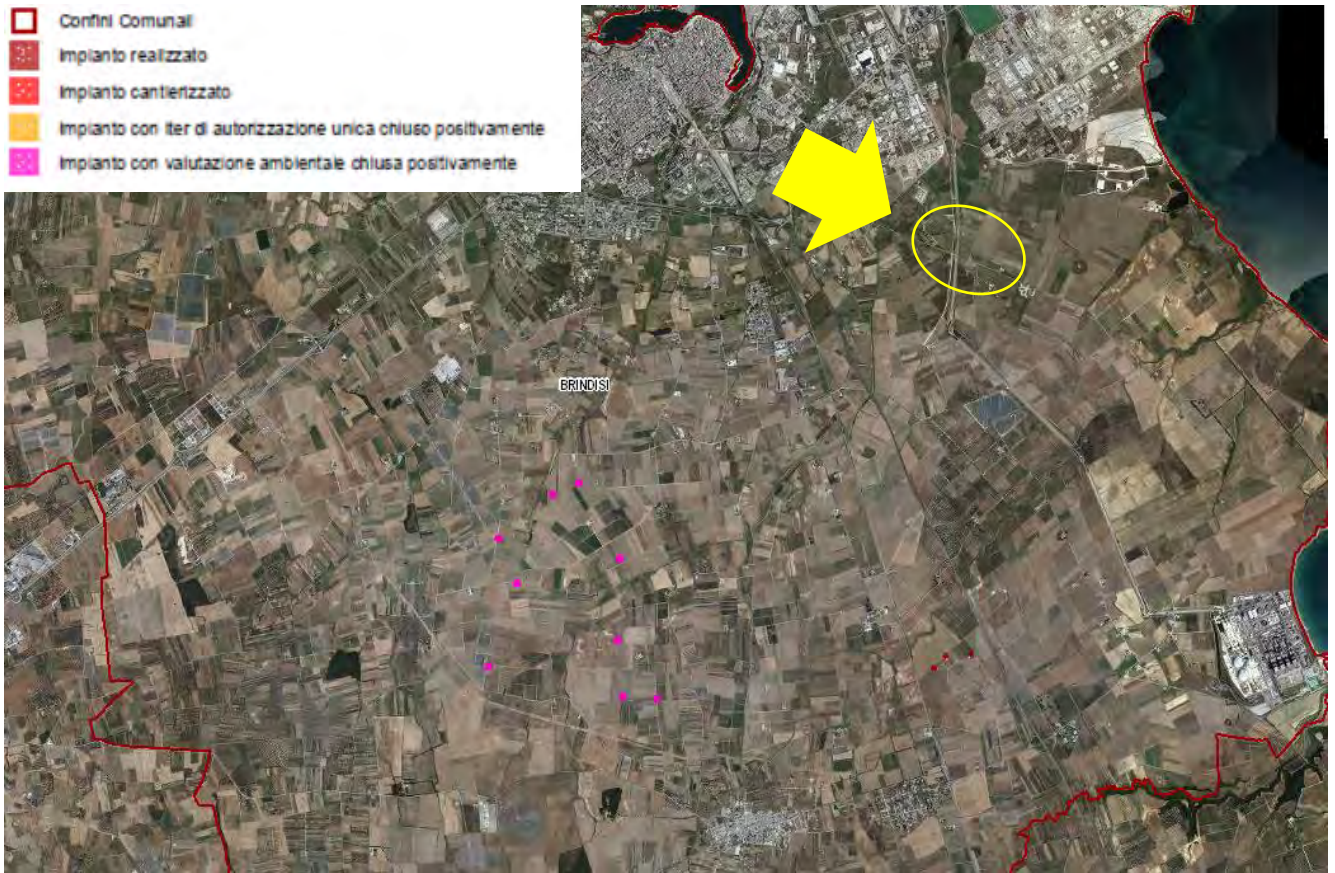 Confini Comunali
Impianto realizzato
Impianto cantierizzato
Impianto con iter di autorizzazione unica chiuso positivamente
Impianto con valutazione ambientale chiusa positivamente
BRINDISI